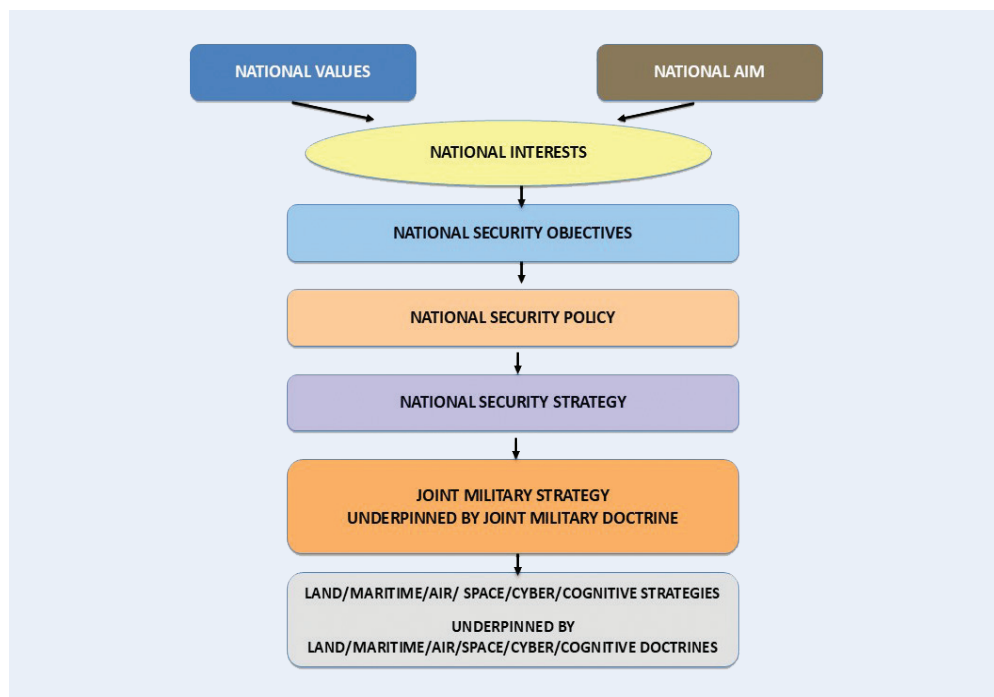 NATIONAL VALUES
NATIONAL AIM
NATIONAL INTERESTS
NATIONAL SECURITY OBJECTIVES
NATIONAL SECURITY POLICY
NATIONAL SECURITY STRATEGY
JOINT MILITARY STRATEGY
UNDERPINNED BY JOINT MILITARY DOCTRINE
LAND/MARITIME/AIR/ SPACE/CYBER/COGNITIVE STRATEGIES
UNDERPINNED BY
LAND/MARITIME/AIR/SPACE/CYBER/COGNITIVE DOCTRINES